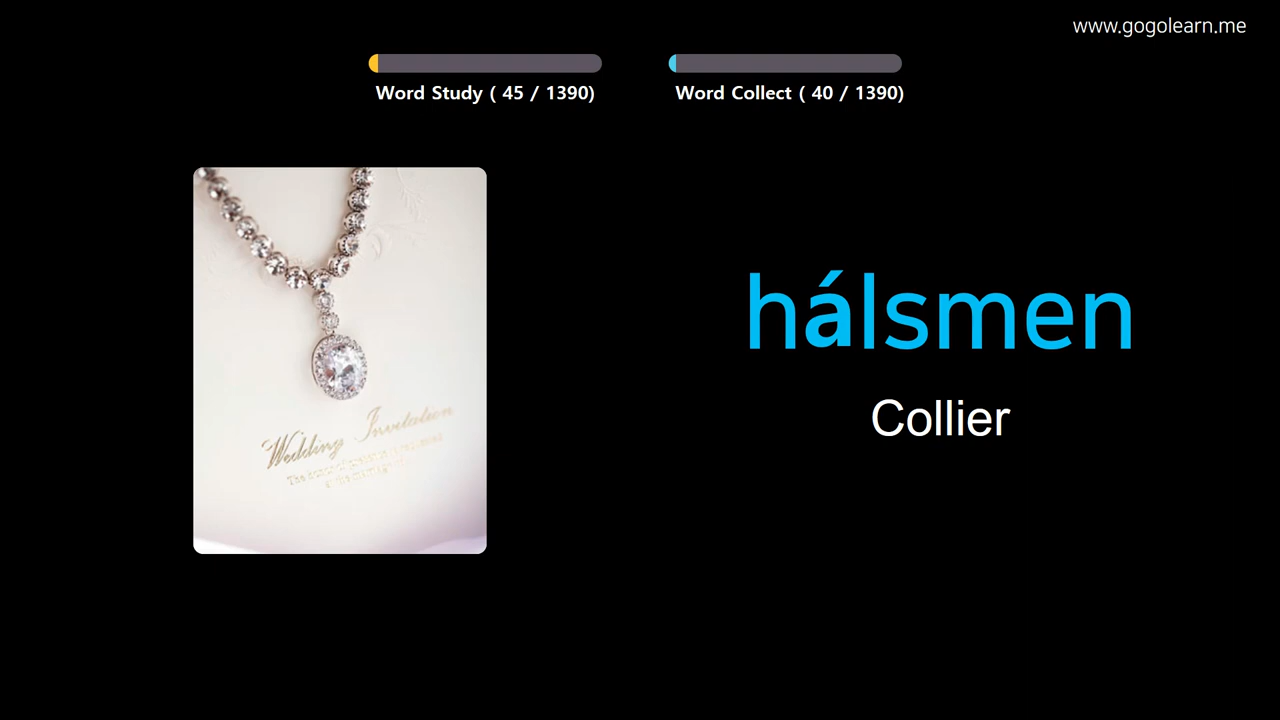 www.gogolearn.me
Word Study ( 45 / 1390)
Word Collect ( 40 / 1390)
hálsmen
Collier
Wedding Invitation